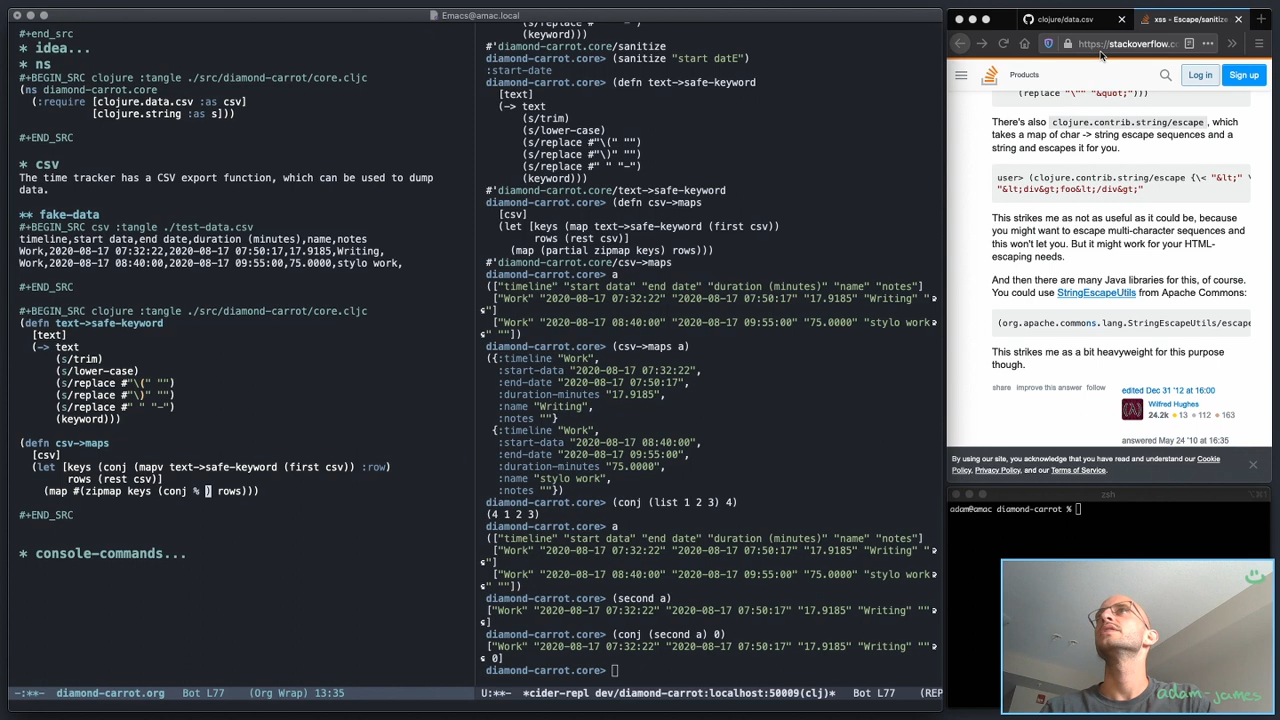 Emacs@amac.local
#+end_src
* idea...
* ns
#+BEGIN_SRC clojure :tangle ./src/diamond-carrot/core.cljc
(ns diamond-carrot.core
(:require [clojure.data.csv :as csv]
[clojure.string :as s]))
#+END_SRC
* csv
The time tracker has a CSV export function, which can be used to dump
data.
** fake-data
#+BEGIN_SRC csv :tangle ./test-data.csv
timeline,start data,end date,duration (minutes),name,notes
Work,2020-08-17 07:32:22,2020-08-17 07:50:17,17.9185,Writing,
Work,2020-08-17 08:40:00,2020-08-17 09:55:00,75.0000,stylo work,
#+END_SRC
#+BEGIN_SRC clojure :tangle ./src/diamond-carrot/core.cljc
(defn text->safe-keyword
[text]
(-> text
(s/trim)
(s/lower-case)
(s/replace #"\(" "")
(s/replace #"\)" "")
(s/replace #" " "-")
(keyword)))
(defn csv->maps
[csv]
(let [keys (conj (mapv text->safe-keyword (first csv)) :row)
rows (rest csv)]
(map #(zipmap keys (conj % ) rows)))
#+END_SRC
* console-commands...
-:**- diamond-carrot.org Bot L77 (Org Wrap) 13:35
(s/replace #" " "-")
(keyword)))
#'diamond-carrot.core/sanitize
diamond-carrot.core> (sanitize "start datE")
:start-date
diamond-carrot.core> (defn text->safe-keyword
[text]
(-> text
(s/trim)
(s/lower-case)
(s/replace #"\(" "")
(s/replace #"\)" "")
(s/replace #" " "-")
(keyword)))
#'diamond-carrot.core/text->safe-keyword
diamond-carrot.core> (defn csv->maps
[csv]
(let [keys (map text->safe-keyword (first csv))
rows (rest csv)]
(map (partial zipmap keys) rows)))
#'diamond-carrot.core/csv->maps
diamond-carrot.core> a
(["timeline" "start data" "end date" "duration (minutes)" "name" "notes"]
["Work" "2020-08-17 07:32:22" "2020-08-17 07:50:17" "17.9185" "Writing" ""
]
["Work" "2020-08-17 08:40:00" "2020-08-17 09:55:00" "75.0000" "stylo work
" ""])
diamond-carrot.core> (csv->maps a)
({:timeline "Work",
:start-data "2020-08-17 07:32:22",
:end-date "2020-08-17 07:50:17",
:duration-minutes "17.9185",
:name "Writing",
:notes ""}
{:timeline "Work",
:start-data "2020-08-17 08:40:00",
:end-date "2020-08-17 09:55:00",
:duration-minutes "75.0000",
:name "stylo work",
:notes ""})
diamond-carrot.core> (conj (list 1 2 3) 4)
(4 1 2 3)
diamond-carrot.core> a
(["timeline" "start data" "end date" "duration (minutes)" "name" "notes"]
["Work" "2020-08-17 07:32:22" "2020-08-17 07:50:17" "17.9185" "Writing" ""
]
["Work" "2020-08-17 08:40:00" "2020-08-17 09:55:00" "75.0000" "stylo work
" ""])
diamond-carrot.core> (second a)
["Work" "2020-08-17 07:32:22" "2020-08-17 07:50:17" "17.9185" "Writing" ""
]
diamond-carrot.core> (conj (second a) 0)
["Work" "2020-08-17 07:32:22" "2020-08-17 07:50:17" "17.9185" "Writing" ""
0]
diamond-carrot.core>
U:**- *cider-repl dev/diamond-carrot:localhost:50009(clj)* Bot L77 (REP
clojure/data.csv
xss - Escape/sanitize
https://stackoverflow.c
Products
Log in
Sign up
(replace "\"" "&quot;")))
There's also clojure.contrib.string/escape, which
takes a map of char -> string escape sequences and a
string and escapes it for you.
user> (clojure.contrib.string/escape {\< "&lt;" \
"&lt;div&gt;foo&lt;/div&gt;"
This strikes me as not as useful as it could be, because
you might want to escape multi-character sequences and
this won't let you. But it might work for your HTML-
escaping needs.
And then there are many Java libraries for this, of course.
You could use StringEscapeUtils from Apache Commons:
(org.apache.commons.lang.StringEscapeUtils/escape
This strikes me as a bit heavyweight for this purpose
though.
share improve this answer follow
edited Dec 31 '12 at 16:00
Wilfred Hughes
24.2k 13 112 163
answered May 24 '10 at 16:35
By using our site, you acknowledge that you have read and understand our Cookie
Policy, Privacy Policy, and our Terms of Service.
zsh
adam@amac diamond-carrot %
adam-james